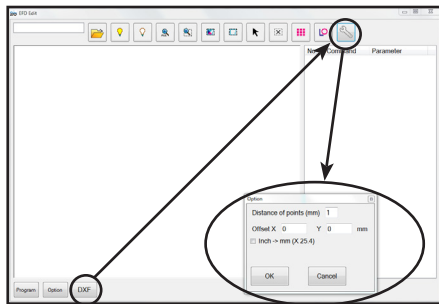 EFD Edit
No Command Parameter
Option
Distance of points (mm) 1
Offset X 0 Y 0 mm
Inch -> mm (X 25.4)
OK Cancel
Program Option DXF